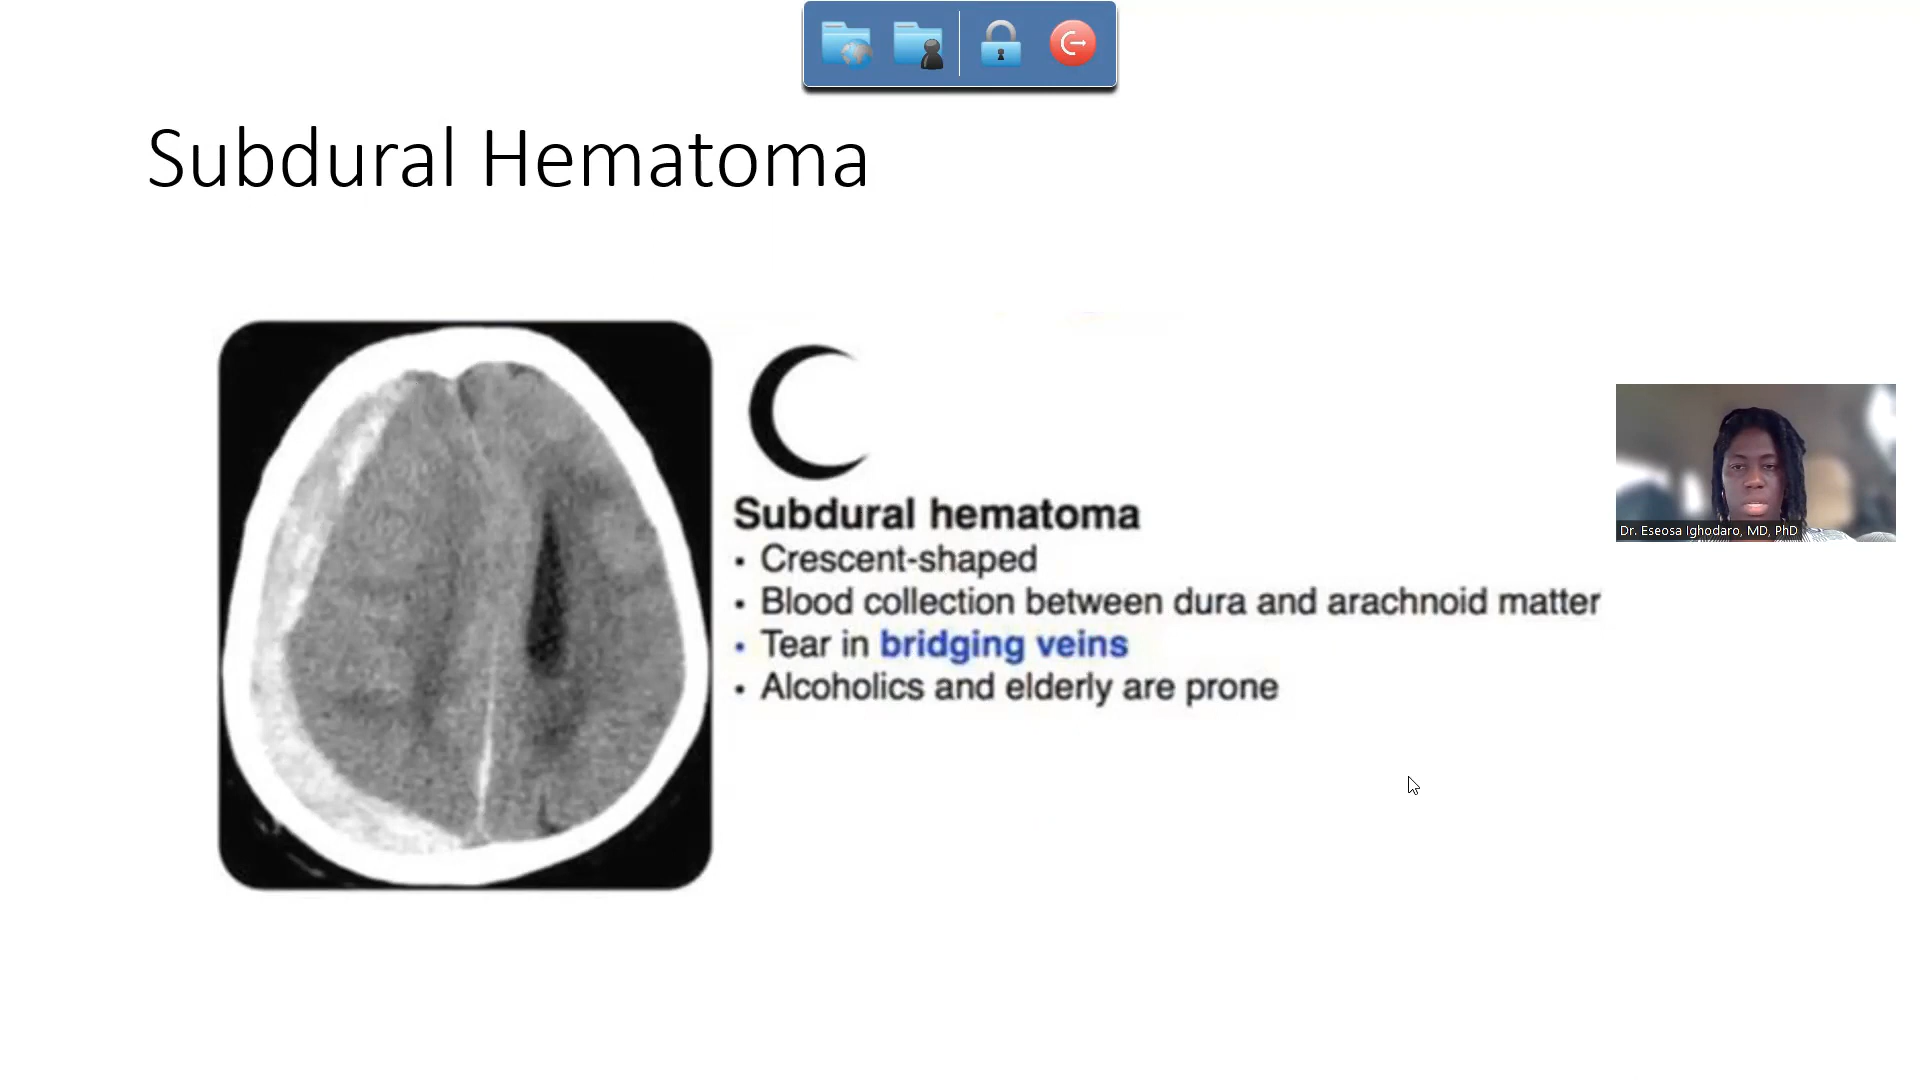 Subdural Hematoma
Subdural hematoma
• Crescent-shaped
• Blood collection between dura and arachnoid matter
• Tear in bridging veins
• Alcoholics and elderly are prone
Dr. Eseosa Ighodaro, MD, PhD